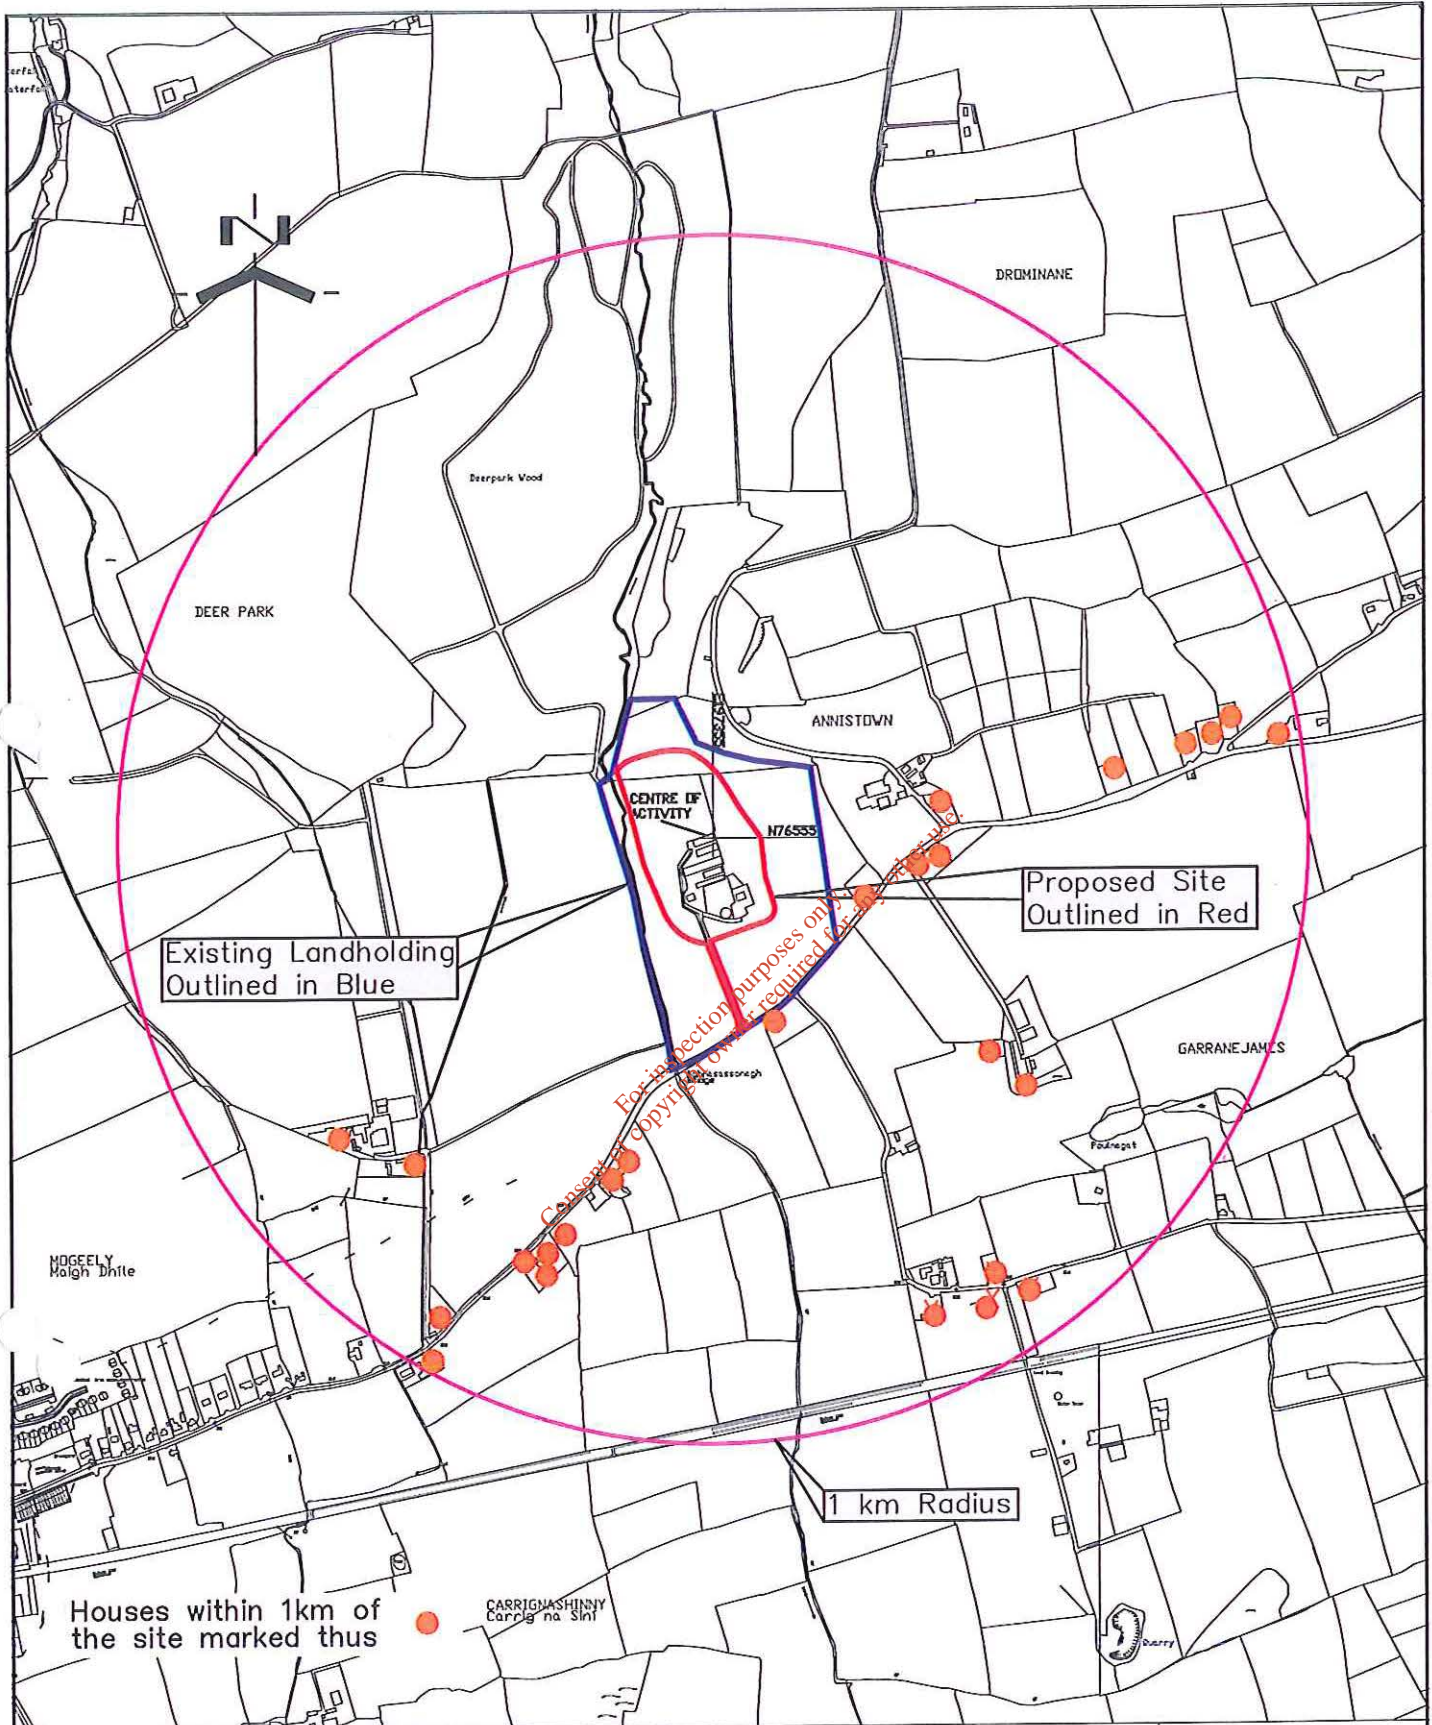 N
DROMINANE
Deerpark Wood
DEER PARK
ANNISTOWN
CENTRE OF
ACTIVITY
N76555
Proposed Site
Outlined in Red
Existing Landholding
Outlined in Blue
For inspection purposes only.
Consent of copyright owner required for any other use.
GARRANEJAMES
Poulnagat
MOGEELY
Maigh Dhíle
1 km Radius
Houses within 1km of
the site marked thus
CARRIGNASHINNY
Carrig na Siní
Quarry